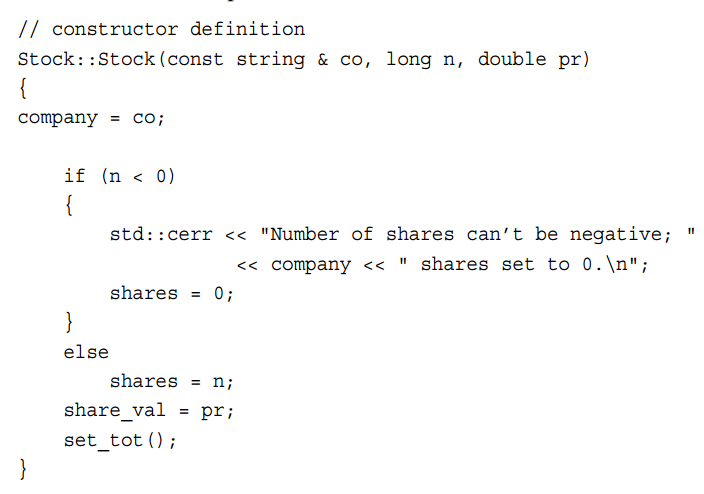 // constructor definition
Stock::Stock(const string & co, long n, double pr)
{
company = co;
if (n < 0)
{
std::cerr << "Number of shares can’t be negative; "
<< company << " shares set to 0.\n";
shares = 0;
}
else
shares = n;
share_val = pr;
set_tot();
}